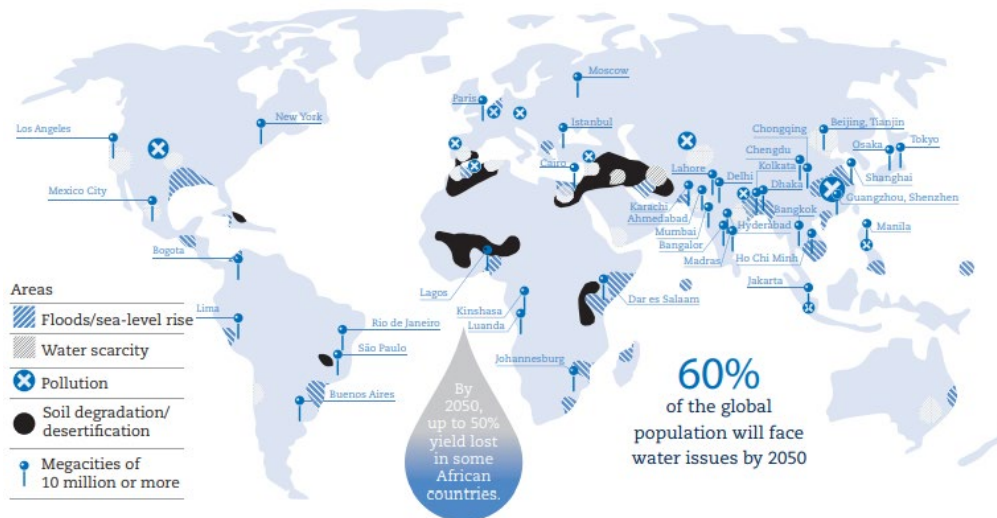 Moscow
Paris
New York
Istanbul
Los Angeles
Chongqing
Beijing, Tianjin
Chengdu
Osaka
Tokyo
Cairo
Lahore
Delhi
Kolkata
Dhaka
Shanghai
Mexico City
Karachi
Ahmedabad
Bangkok
Guangzhou, Shenzhen
Mumbai
Hyderabad
Manila
Bangalor
Bogota
Madras
Ho Chi Minh
Jakarta
Lagos
Dar es Salaam
Kinshasa
Luanda
Lima
Rio de Janeiro
São Paulo
Johannesburg
Buenos Aires
Areas
Floods/sea-level rise
Water scarcity
Pollution
Soil degradation/
desertification
Megacities of
10 million or more
By
2050,
up to 50%
yield lost
in some
African
countries.
60%
of the global
population will face
water issues by 2050